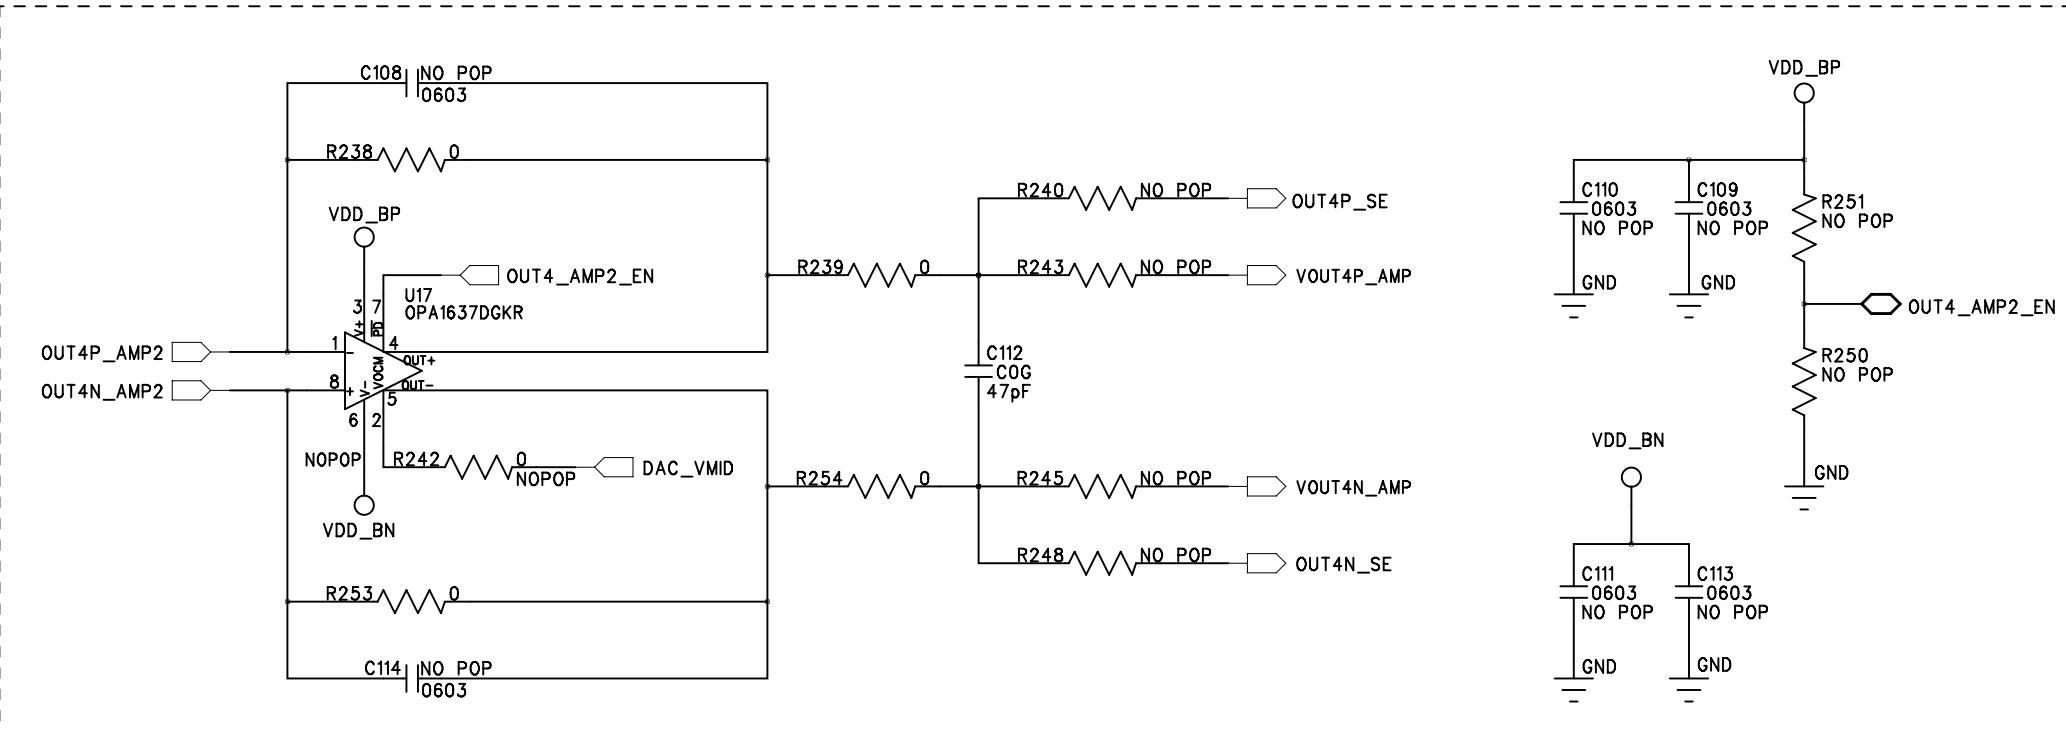 C108 NO POP
0603
R238 0
VDD_BP
OUT4_AMP2_EN
U17
OPA1637DGKR
3 7
V+ PD
OUT4P_AMP2 1 - 4
OUT+
VOCM
OUT4N_AMP2 8 + V- OUT-
5
6 2
NOPOP R242 0
NOPOP
DAC_VMID
VDD_BN
R253 0
C114 NO POP
0603
R239 0
R254 0
C112
COG
47pF
R240 NO POP OUT4P_SE
R243 NO POP VOUT4P_AMP
R245 NO POP VOUT4N_AMP
R248 NO POP OUT4N_SE
VDD_BP
C110
0603
NO POP
GND
C109
0603
NO POP
GND
R251
NO POP
OUT4_AMP2_EN
R250
NO POP
GND
VDD_BN
C111
0603
NO POP
GND
C113
0603
NO POP
GND